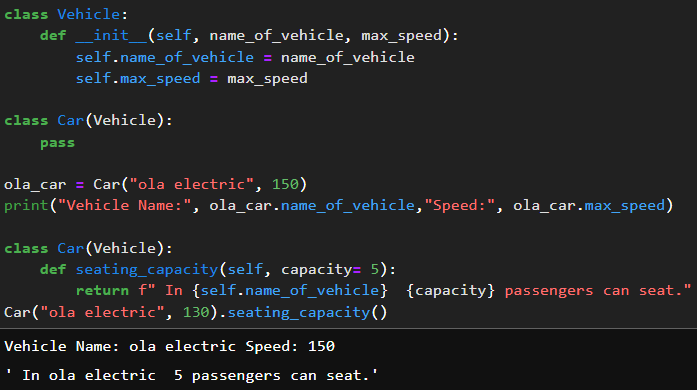 class Vehicle:
    def __init__(self, name_of_vehicle, max_speed):
        self.name_of_vehicle = name_of_vehicle
        self.max_speed = max_speed

class Car(Vehicle):
    pass

ola_car = Car("ola electric", 150)
print("Vehicle Name:", ola_car.name_of_vehicle,"Speed:", ola_car.max_speed)

class Car(Vehicle):
    def seating_capacity(self, capacity= 5):
        return f" In {self.name_of_vehicle}  {capacity} passengers can seat."
Car("ola electric", 130).seating_capacity()
Vehicle Name: ola electric Speed: 150
' In ola electric  5 passengers can seat.'